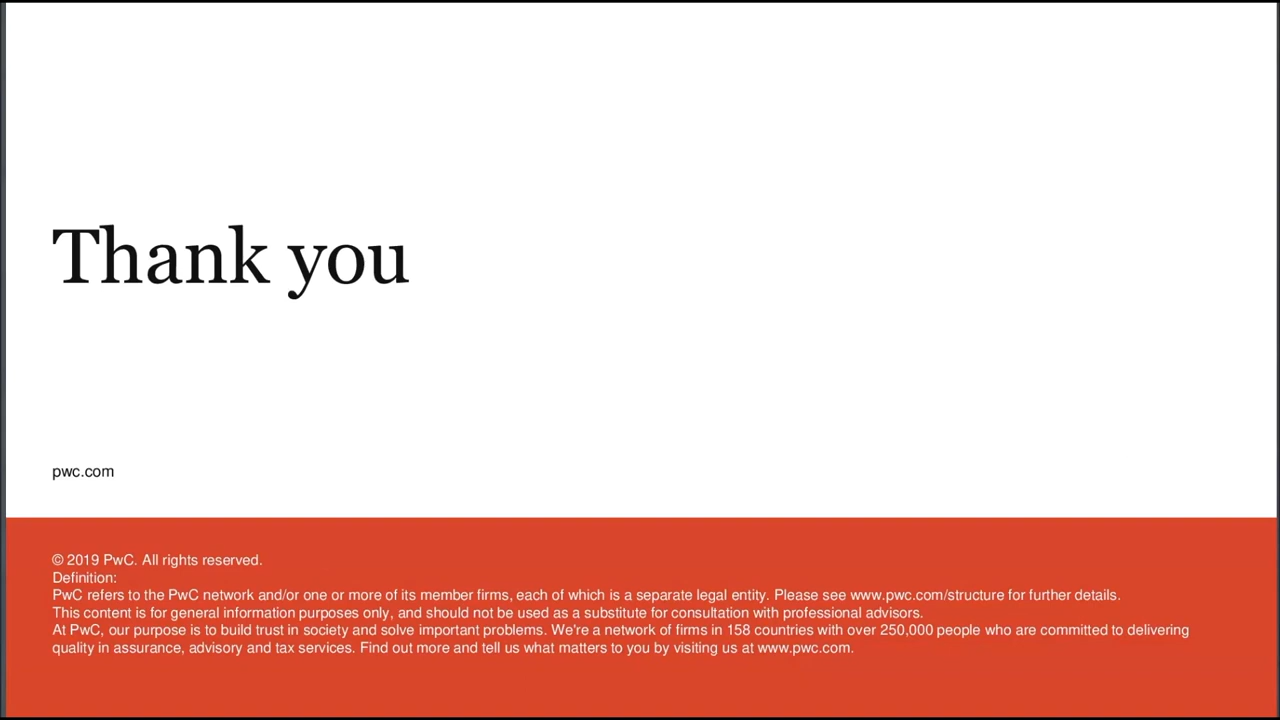 Thank you
pwc.com
© 2019 PwC. All rights reserved.
Definition:
PwC refers to the PwC network and/or one or more of its member firms, each of which is a separate legal entity. Please see www.pwc.com/structure for further details.
This content is for general information purposes only, and should not be used as a substitute for consultation with professional advisors.
At PwC, our purpose is to build trust in society and solve important problems. We're a network of firms in 158 countries with over 250,000 people who are committed to delivering
quality in assurance, advisory and tax services. Find out more and tell us what matters to you by visiting us at www.pwc.com.